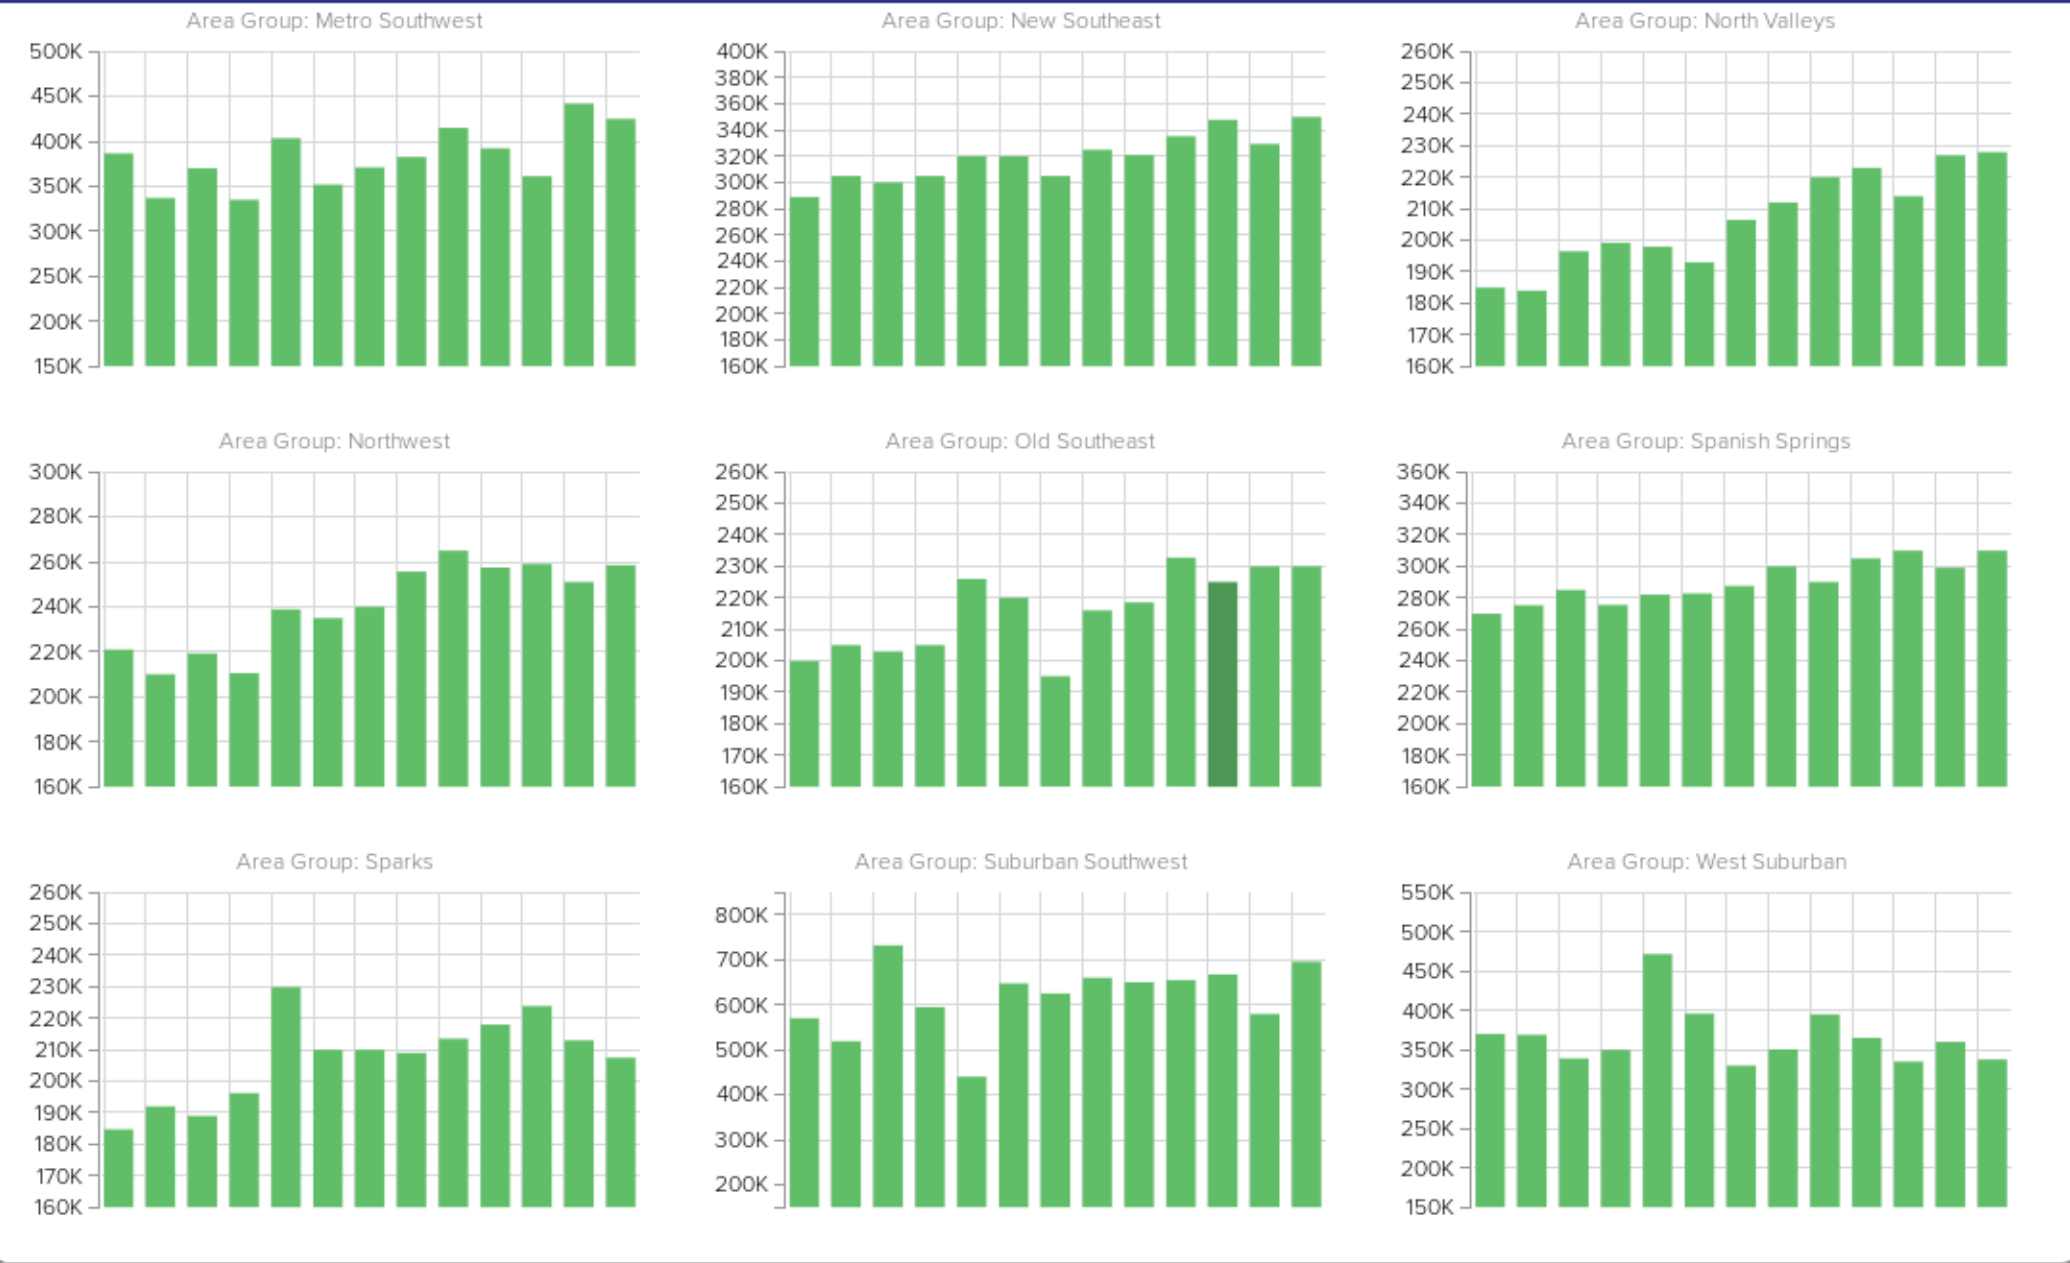 Area Group: Metro Southwest
500K
450K
400K
350K
300K
250K
200K
150K
Area Group: New Southeast
400K
380K
360K
340K
320K
300K
280K
260K
240K
220K
200K
180K
160K
Area Group: North Valleys
260K
250K
240K
230K
220K
210K
200K
190K
180K
170K
160K
Area Group: Northwest
300K
280K
260K
240K
220K
200K
180K
160K
Area Group: Old Southeast
260K
250K
240K
230K
220K
210K
200K
190K
180K
170K
160K
Area Group: Spanish Springs
360K
340K
320K
300K
280K
260K
240K
220K
200K
180K
160K
Area Group: Sparks
260K
250K
240K
230K
220K
210K
200K
190K
180K
170K
160K
Area Group: Suburban Southwest
800K
700K
600K
500K
400K
300K
200K
Area Group: West Suburban
550K
500K
450K
400K
350K
300K
250K
200K
150K